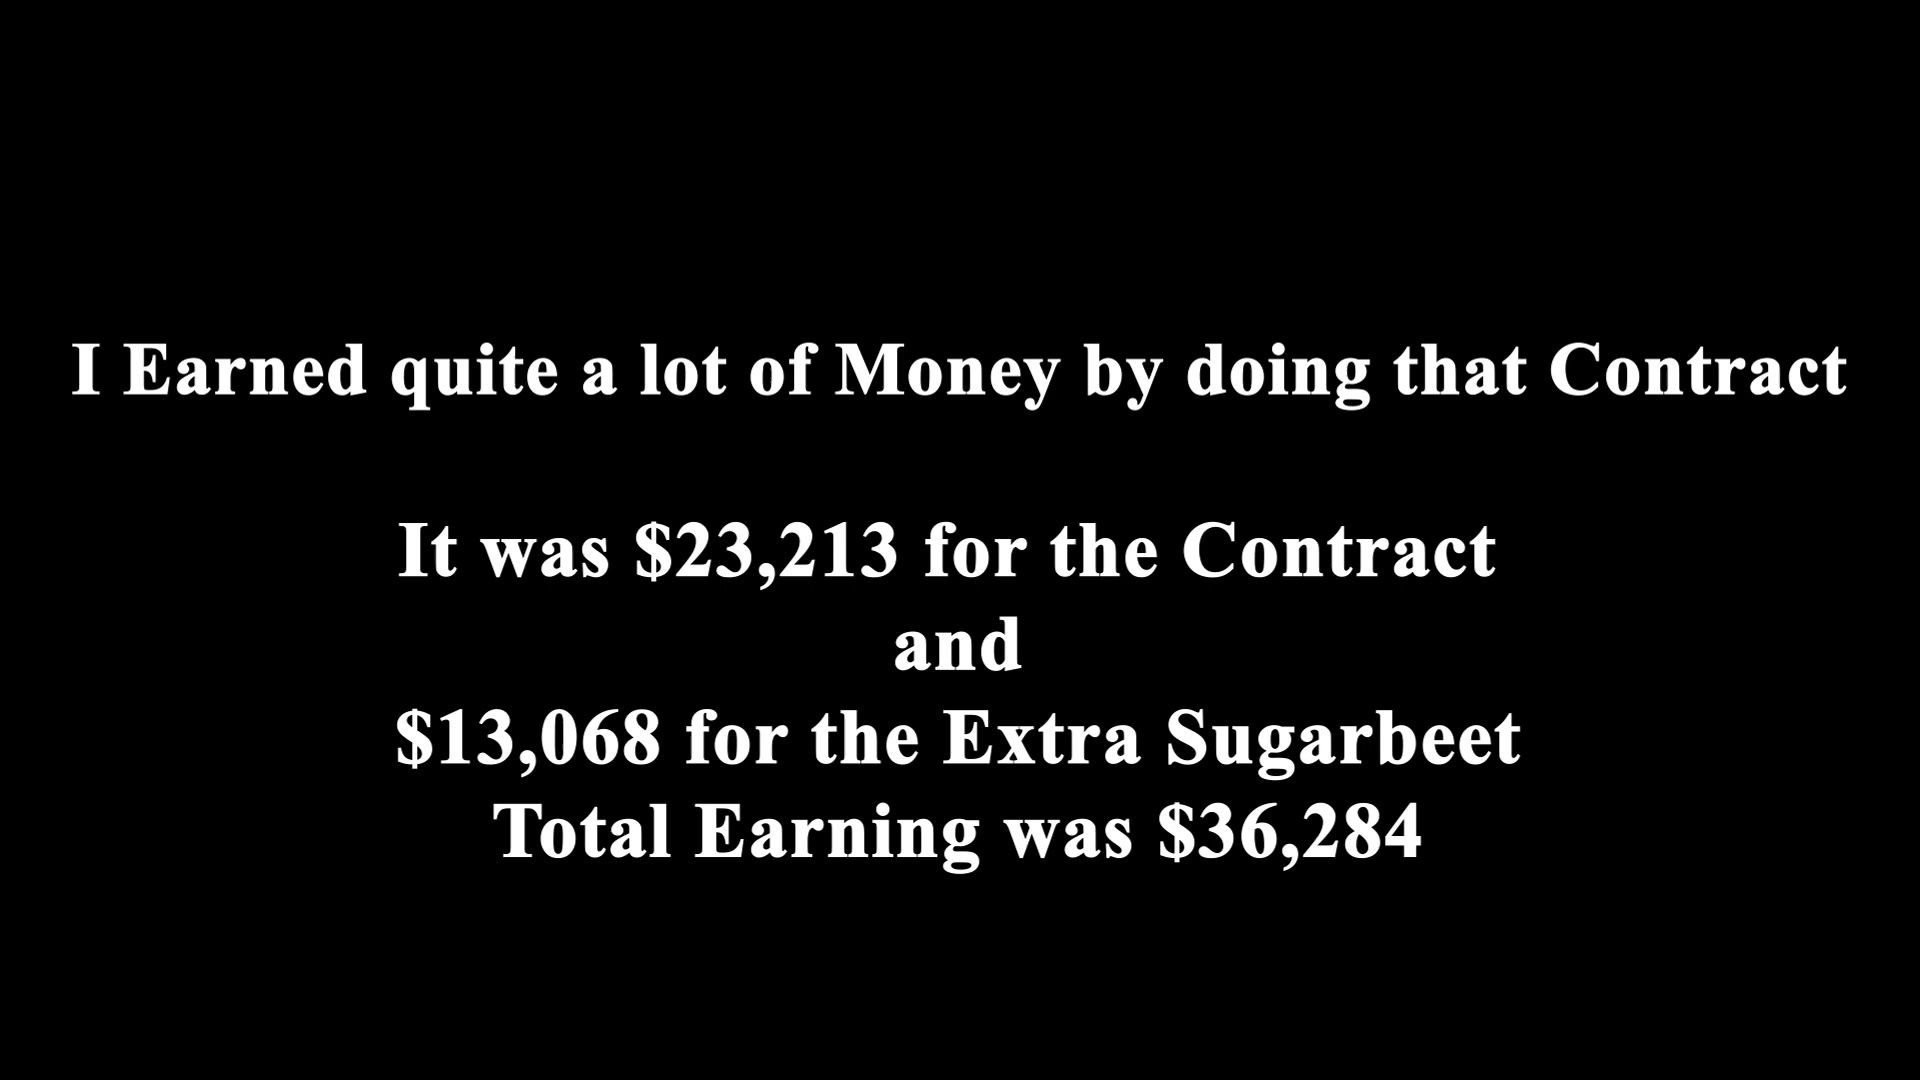 I Earned quite a lot of Money by doing that Contract
It was $23,213 for the Contract
and
$13,068 for the Extra Sugarbeet
Total Earning was $36,284